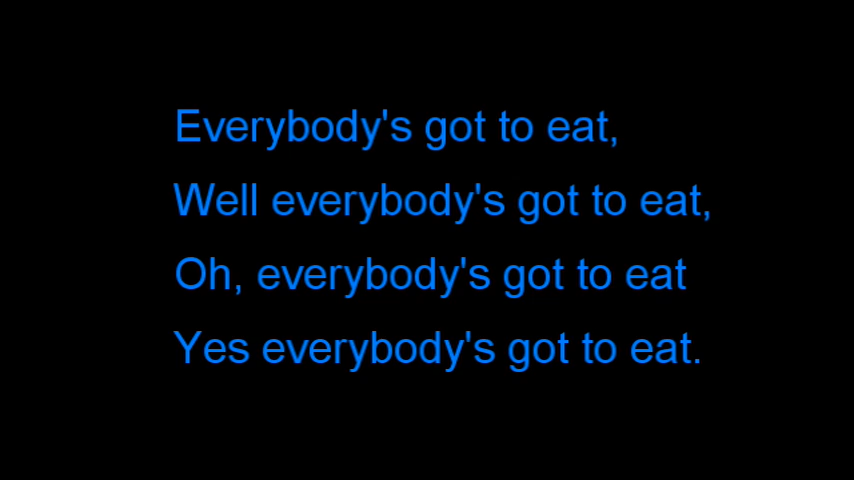 Everybody's got to eat,
Well everybody's got to eat,
Oh, everybody's got to eat
Yes everybody's got to eat.